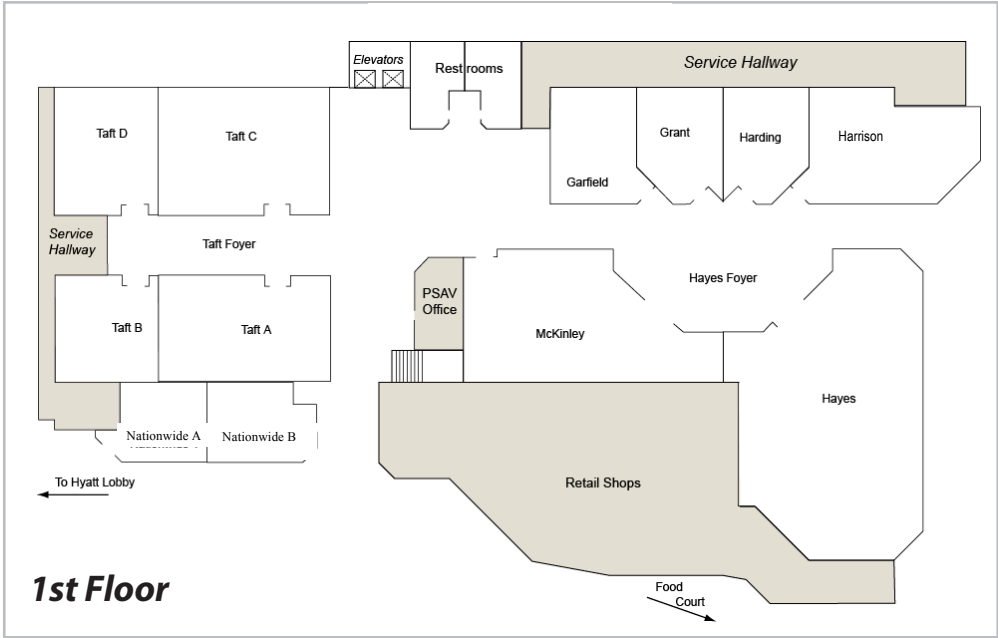 Elevators
Restrooms
Service Hallway
Taft D
Taft C
Grant
Harding
Harrison
Garfield
Service
Hallway
Taft Foyer
Hayes Foyer
PSAV
Office
Taft B
Taft A
McKinley
Hayes
Nationwide A
Nationwide B
To Hyatt Lobby
Retail Shops
1st Floor
Food
Court